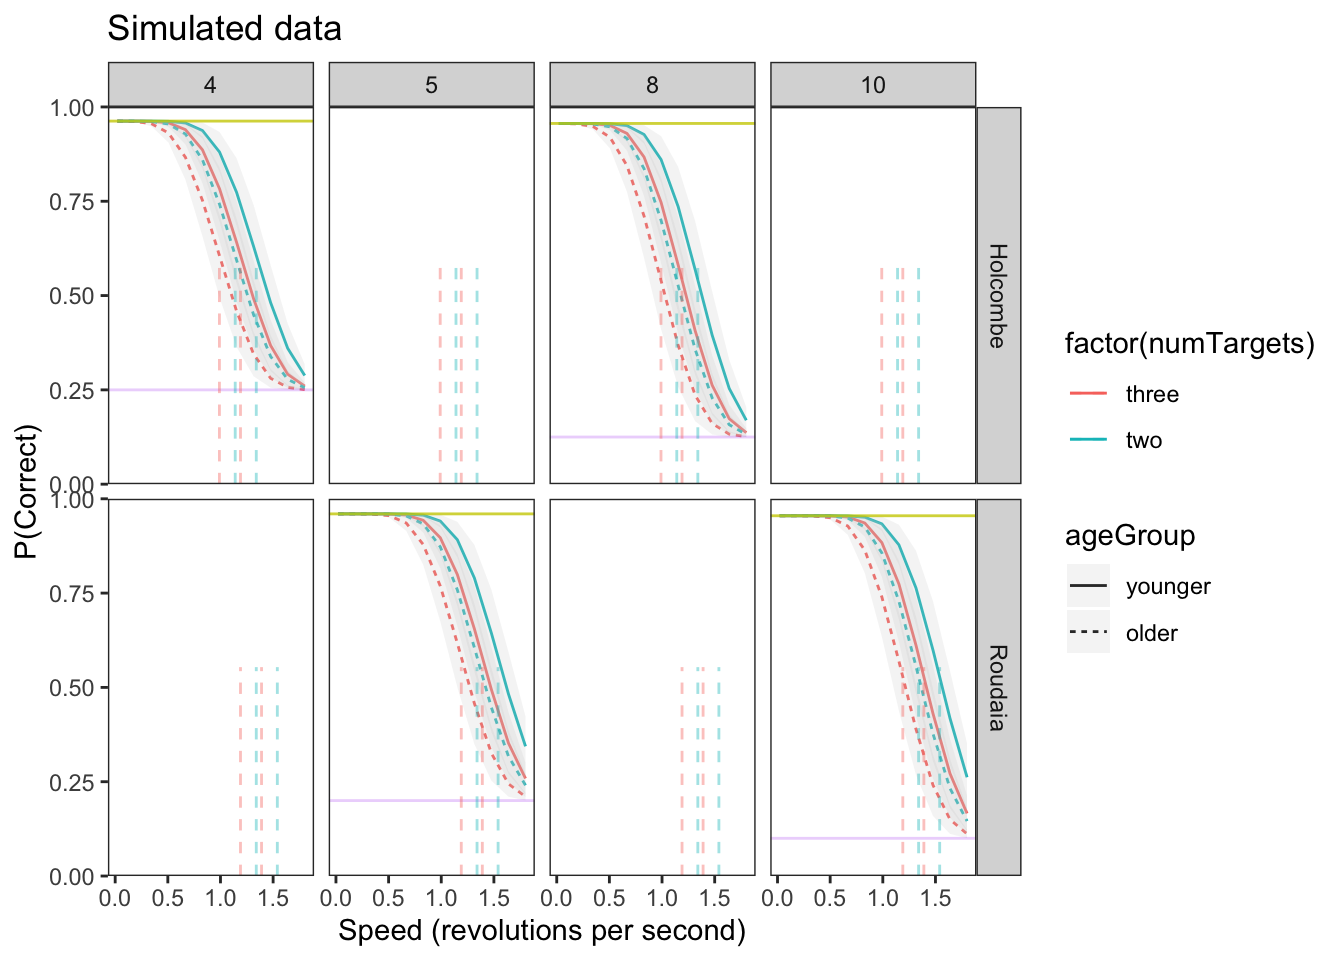 Simulated data
4 5 8 10
1.00
0.75
0.50
0.25
0.00
Holcombe
1.00
0.75
0.50
0.25
0.00
Roudaia
P(Correct)
0.0 0.5 1.0 1.5 0.0 0.5 1.0 1.5 0.0 0.5 1.0 1.5 0.0 0.5 1.0 1.5
Speed (revolutions per second)
factor(numTargets)
three
two
ageGroup
younger
older